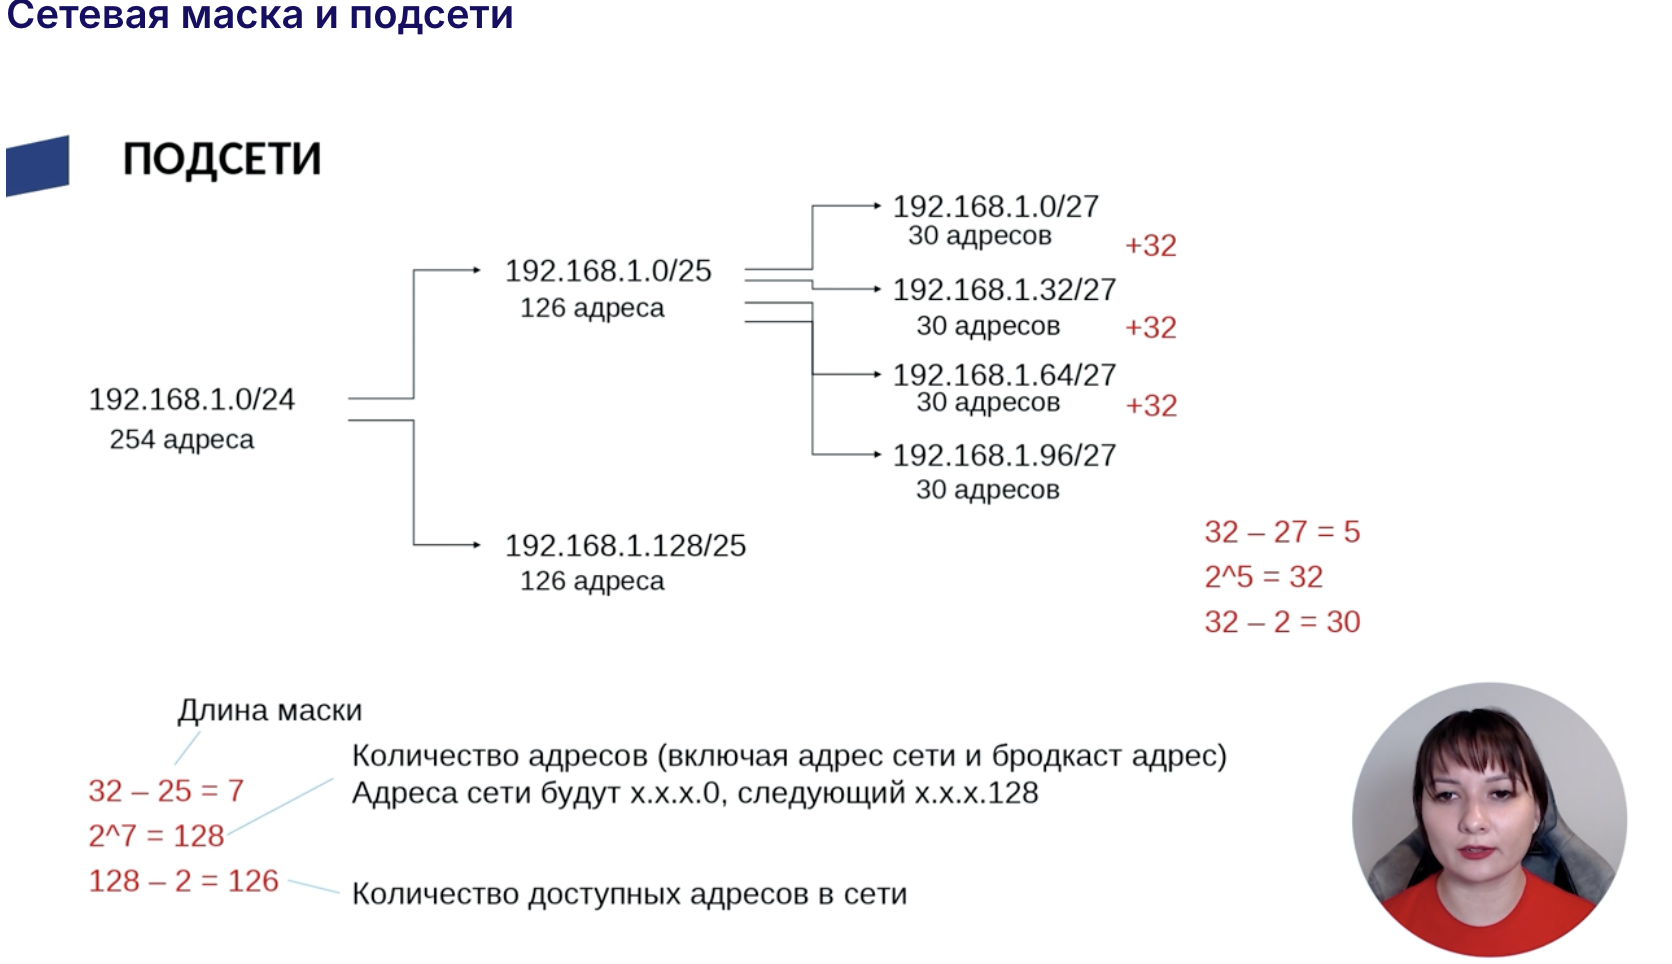 Сетевая маска и подсети
ПОДСЕТИ
192.168.1.0/24
254 адреса
192.168.1.0/25
126 адреса
192.168.1.128/25
126 адреса
192.168.1.0/27
30 адресов
+32
192.168.1.32/27
30 адресов
+32
192.168.1.64/27
30 адресов
+32
192.168.1.96/27
30 адресов
32 – 27 = 5
2^5 = 32
32 – 2 = 30
Длина маски
32 – 25 = 7
2^7 = 128
128 – 2 = 126
Количество адресов (включая адрес сети и бродкаст адрес)
Адреса сети будут x.x.x.0, следующий x.x.x.128
Количество доступных адресов в сети